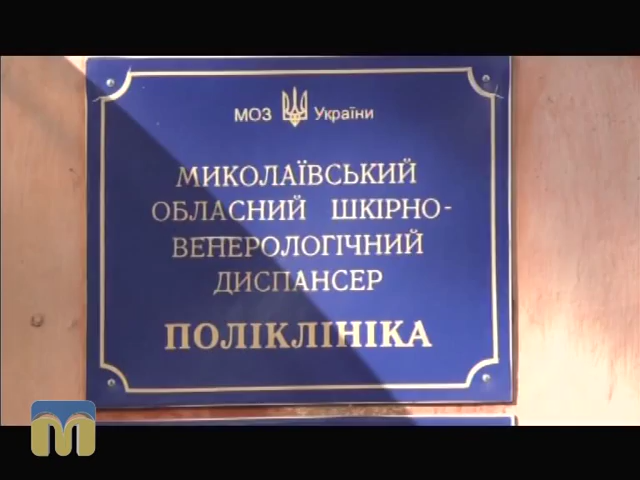 МОЗ України
МИКОЛАЇВСЬКИЙ
ОБЛАСНИЙ ШКІРНО-
ВЕНЕРОЛОГІЧНИЙ
ДИСПАНСЕР
ПОЛІКЛІНІКА
М